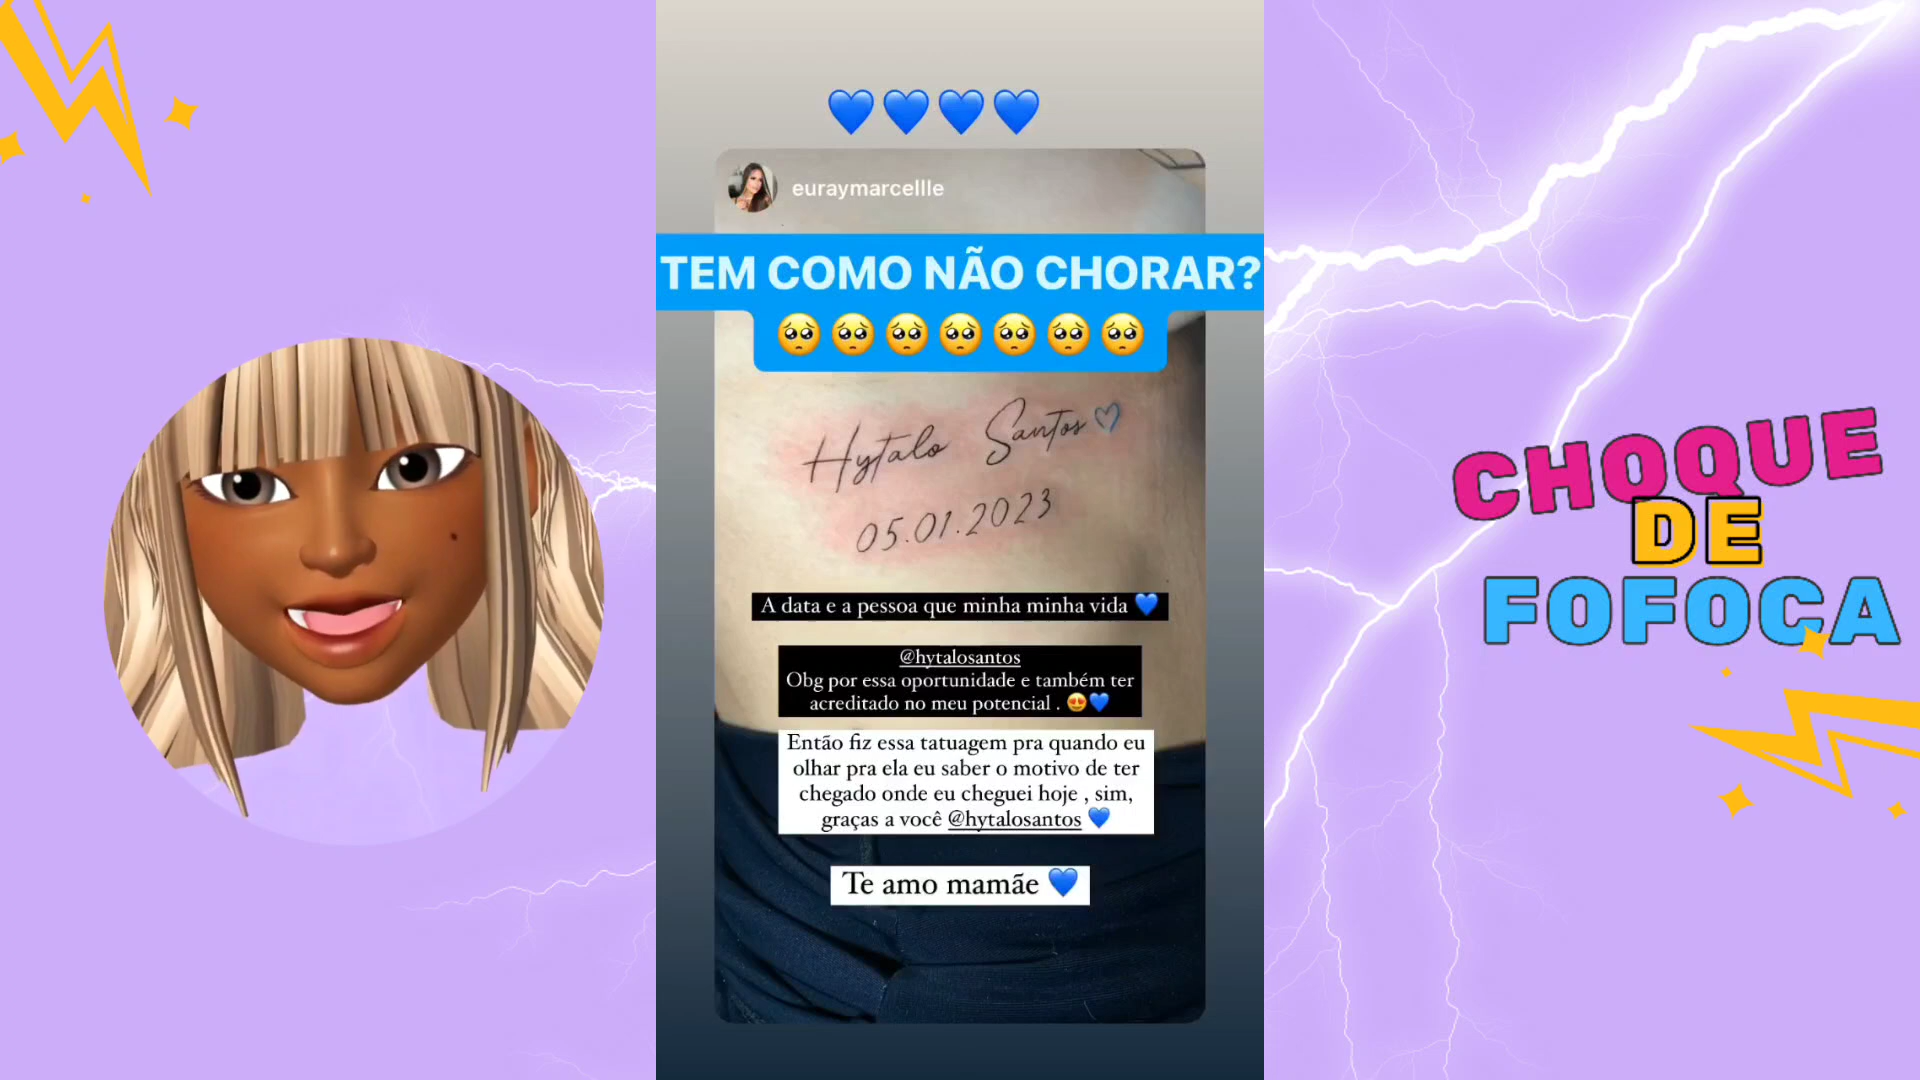 💙💙💙💙
euraymarcellle
TEM COMO NÃO CHORAR?
🥺🥺🥺🥺🥺🥺🥺
Hytalo Santos♡
05.01.2023
A data e a pessoa que minha minha vida 💙
@hytalosantos
Obg por essa oportunidade e também ter
acreditado no meu potencial . 😍💙
Então fiz essa tatuagem pra quando eu
olhar pra ela eu saber o motivo de ter
chegado onde eu cheguei hoje , sim,
graças a você @hytalosantos 💙
Te amo mamãe 💙
CHOQUE
DE
FOFOCA